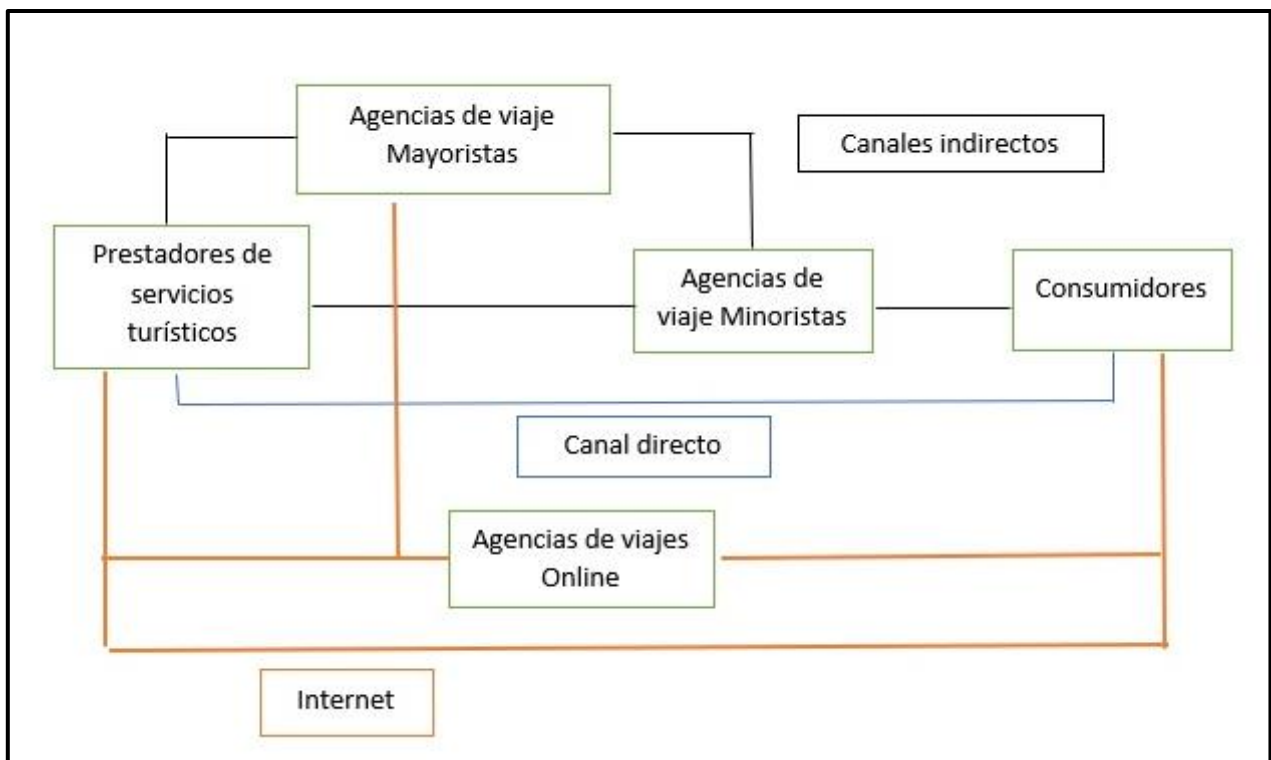 Agencias de viaje
Mayoristas
Canales indirectos
Prestadores de
servicios
turísticos
Agencias de
viaje Minoristas
Consumidores
Canal directo
Agencias de viajes
Online
Internet